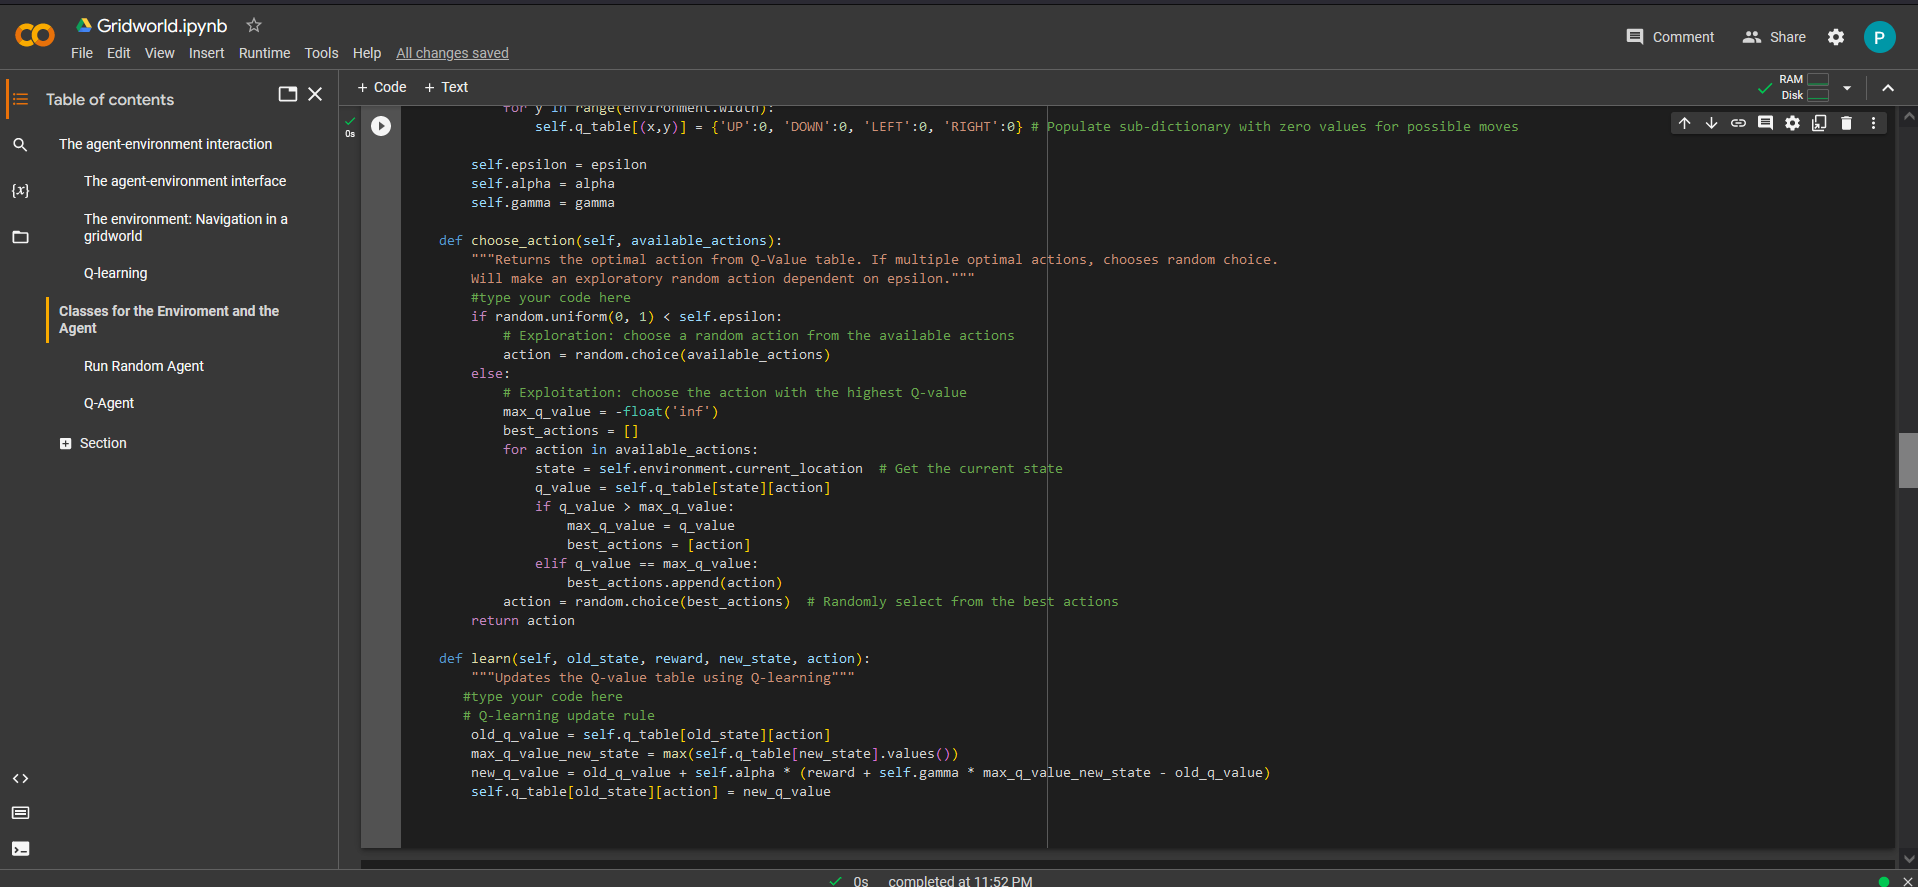 Gridworld.ipynb
File Edit View Insert Runtime Tools Help All changes saved
Comment
Share
P
Table of contents
+ Code + Text
RAM
Disk
The agent-environment interaction
The agent-environment interface
The environment: Navigation in a
gridworld
Q-learning
Classes for the Enviroment and the
Agent
Run Random Agent
Q-Agent
Section
{x}
0s
for y in range(environment.width):
self.q_table[(x,y)] = {'UP':0, 'DOWN':0, 'LEFT':0, 'RIGHT':0} # Populate sub-dictionary with zero values for possible moves
self.epsilon = epsilon
self.alpha = alpha
self.gamma = gamma
def choose_action(self, available_actions):
"""Returns the optimal action from Q-Value table. If multiple optimal actions, chooses random choice.
Will make an exploratory random action dependent on epsilon."""
#type your code here
if random.uniform(0, 1) < self.epsilon:
# Exploration: choose a random action from the available actions
action = random.choice(available_actions)
else:
# Exploitation: choose the action with the highest Q-value
max_q_value = -float('inf')
best_actions = []
for action in available_actions:
state = self.environment.current_location # Get the current state
q_value = self.q_table[state][action]
if q_value > max_q_value:
max_q_value = q_value
best_actions = [action]
elif q_value == max_q_value:
best_actions.append(action)
action = random.choice(best_actions) # Randomly select from the best actions
return action
def learn(self, old_state, reward, new_state, action):
"""Updates the Q-value table using Q-learning"""
#type your code here
# Q-learning update rule
old_q_value = self.q_table[old_state][action]
max_q_value_new_state = max(self.q_table[new_state].values())
new_q_value = old_q_value + self.alpha * (reward + self.gamma * max_q_value_new_state - old_q_value)
self.q_table[old_state][action] = new_q_value
0s completed at 11:52 PM